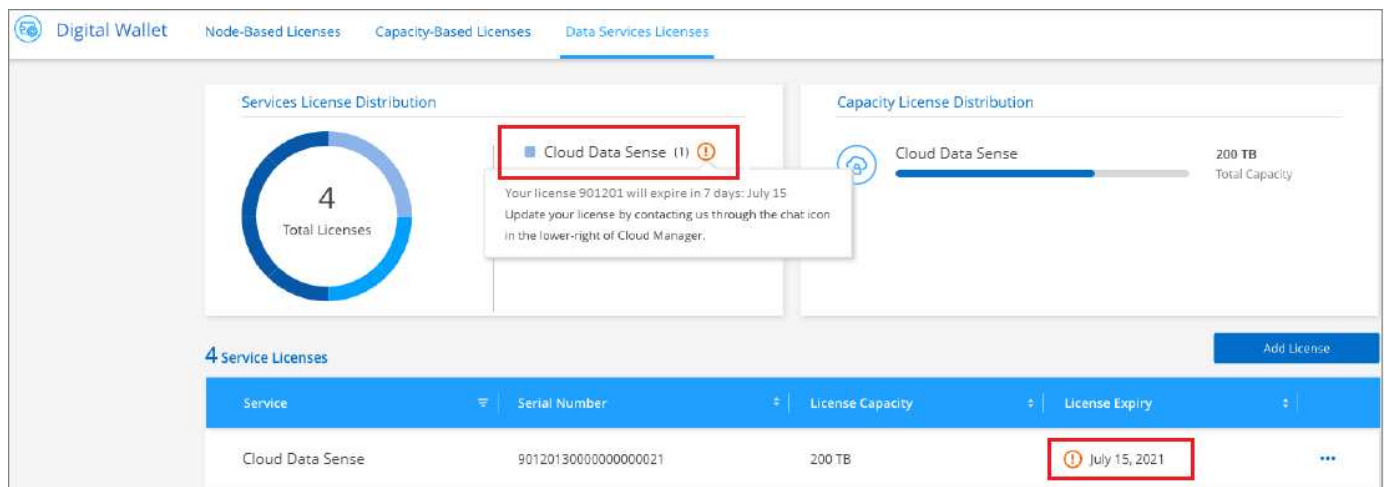 Digital Wallet
Node-Based Licenses
Capacity-Based Licenses
Data Services Licenses
Services License Distribution
4
Total Licenses
Cloud Data Sense (1)
Your license 901201 will expire in 7 days: July 15
Update your license by contacting us through the chat icon
in the lower-right of Cloud Manager.
Capacity License Distribution
Cloud Data Sense
200 TB
Total Capacity
4 Service Licenses
Add License
Service
Serial Number
License Capacity
License Expiry
Cloud Data Sense
90120130000000000021
200 TB
July 15, 2021